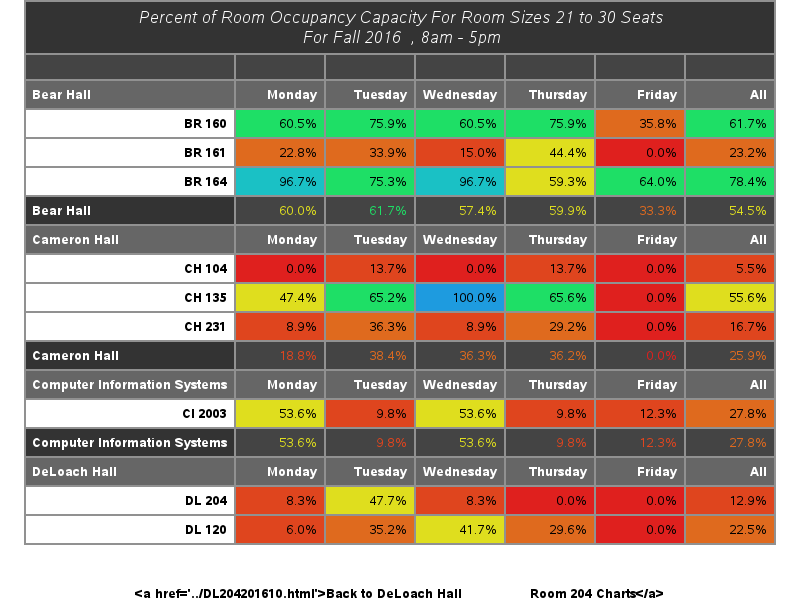 Percent of Room Occupancy Capacity For Room Sizes 21 to 30 Seats
For Fall 2016 , 8am - 5pm
Bear Hall Monday Tuesday Wednesday Thursday Friday All
BR 160 60.5% 75.9% 60.5% 75.9% 35.8% 61.7%
BR 161 22.8% 33.9% 15.0% 44.4% 0.0% 23.2%
BR 164 96.7% 75.3% 96.7% 59.3% 64.0% 78.4%
Bear Hall 60.0% 61.7% 57.4% 59.9% 33.3% 54.5%
Cameron Hall Monday Tuesday Wednesday Thursday Friday All
CH 104 0.0% 13.7% 0.0% 13.7% 0.0% 5.5%
CH 135 47.4% 65.2% 100.0% 65.6% 0.0% 55.6%
CH 231 8.9% 36.3% 8.9% 29.2% 0.0% 16.7%
Cameron Hall 18.8% 38.4% 36.3% 36.2% 0.0% 25.9%
Computer Information Systems Monday Tuesday Wednesday Thursday Friday All
CI 2003 53.6% 9.8% 53.6% 9.8% 12.3% 27.8%
Computer Information Systems 53.6% 9.8% 53.6% 9.8% 12.3% 27.8%
DeLoach Hall Monday Tuesday Wednesday Thursday Friday All
DL 204 8.3% 47.7% 8.3% 0.0% 0.0% 12.9%
DL 120 6.0% 35.2% 41.7% 29.6% 0.0% 22.5%
<a href='../DL204201610.html'>Back to DeLoach Hall Room 204 Charts</a>